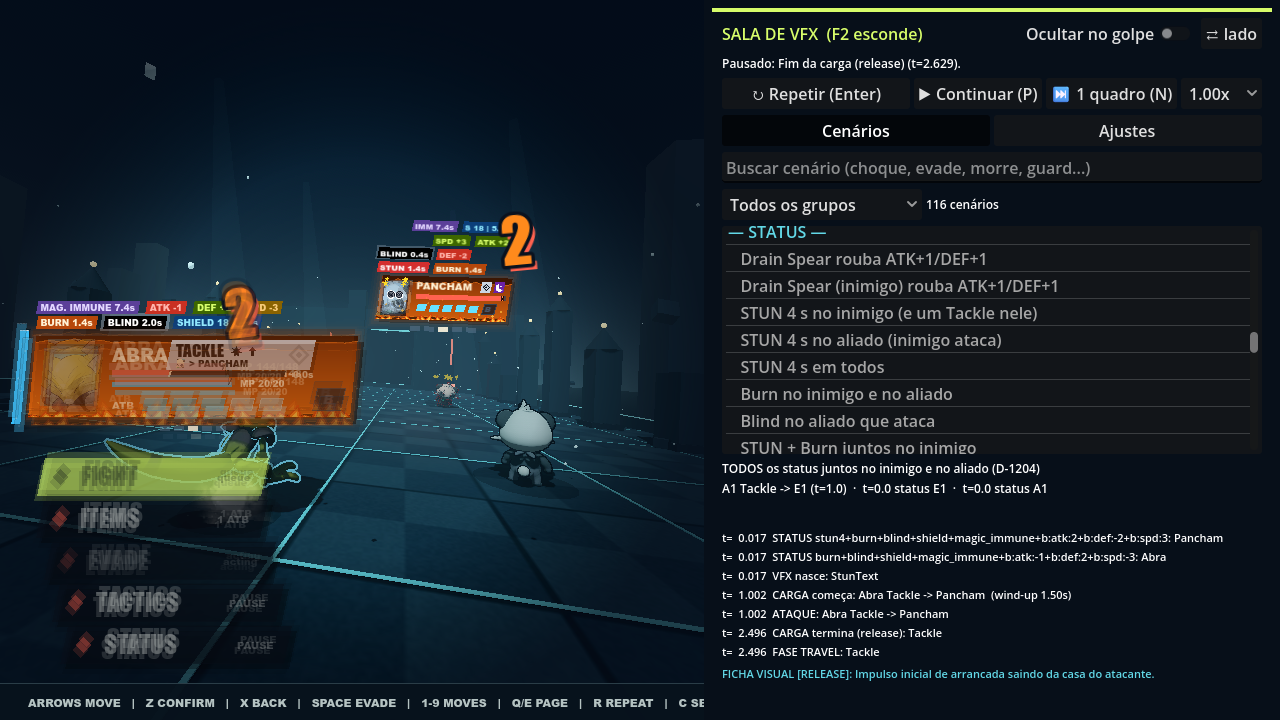 IMM 7.4s
SPD +3
BLIND 0.4s DEF -2
STUN 1.4s BURN 1.4s
2
PANCHAM
MAG. IMMUNE 7.4s ATK -1
BURN 1.4s BLIND 2.0s SHIELD
2
ABRA
TACKLE
> PANCHAM
MP 20/20
MP 20/20
ATB
FIGHT
ITEMS 1 ATB
EVADE acting
TACTICS PAUSE
STATUS PAUSE
ARROWS MOVE | Z CONFIRM | X BACK | SPACE EVADE | 1-9 MOVES | Q/E PAGE | R REPEAT | C SE
SALA DE VFX (F2 esconde) Ocultar no golpe ⇄ lado
Pausado: Fim da carga (release) (t=2.629).
↻ Repetir (Enter) ▶ Continuar (P) ⏩ 1 quadro (N) 1.00x
Cenários Ajustes
Buscar cenário (choque, evade, morre, guard...)
Todos os grupos 116 cenários
— STATUS —
Drain Spear rouba ATK+1/DEF+1
Drain Spear (inimigo) rouba ATK+1/DEF+1
STUN 4 s no inimigo (e um Tackle nele)
STUN 4 s no aliado (inimigo ataca)
STUN 4 s em todos
Burn no inimigo e no aliado
Blind no aliado que ataca
STUN + Burn juntos no inimigo
TODOS os status juntos no inimigo e no aliado (D-1204)
A1 Tackle -> E1 (t=1.0) · t=0.0 status E1 · t=0.0 status A1
t= 0.017 STATUS stun4+burn+blind+shield+magic_immune+b:atk:2+b:def:-2+b:spd:3: Pancham
t= 0.017 STATUS burn+blind+shield+magic_immune+b:atk:-1+b:def:2+b:spd:-3: Abra
t= 0.017 VFX nasce: StunText
t= 1.002 CARGA começa: Abra Tackle -> Pancham (wind-up 1.50s)
t= 1.002 ATAQUE: Abra Tackle -> Pancham
t= 2.496 CARGA termina (release): Tackle
t= 2.496 FASE TRAVEL: Tackle
FICHA VISUAL [RELEASE]: Impulso inicial de arrancada saindo da casa do atacante.